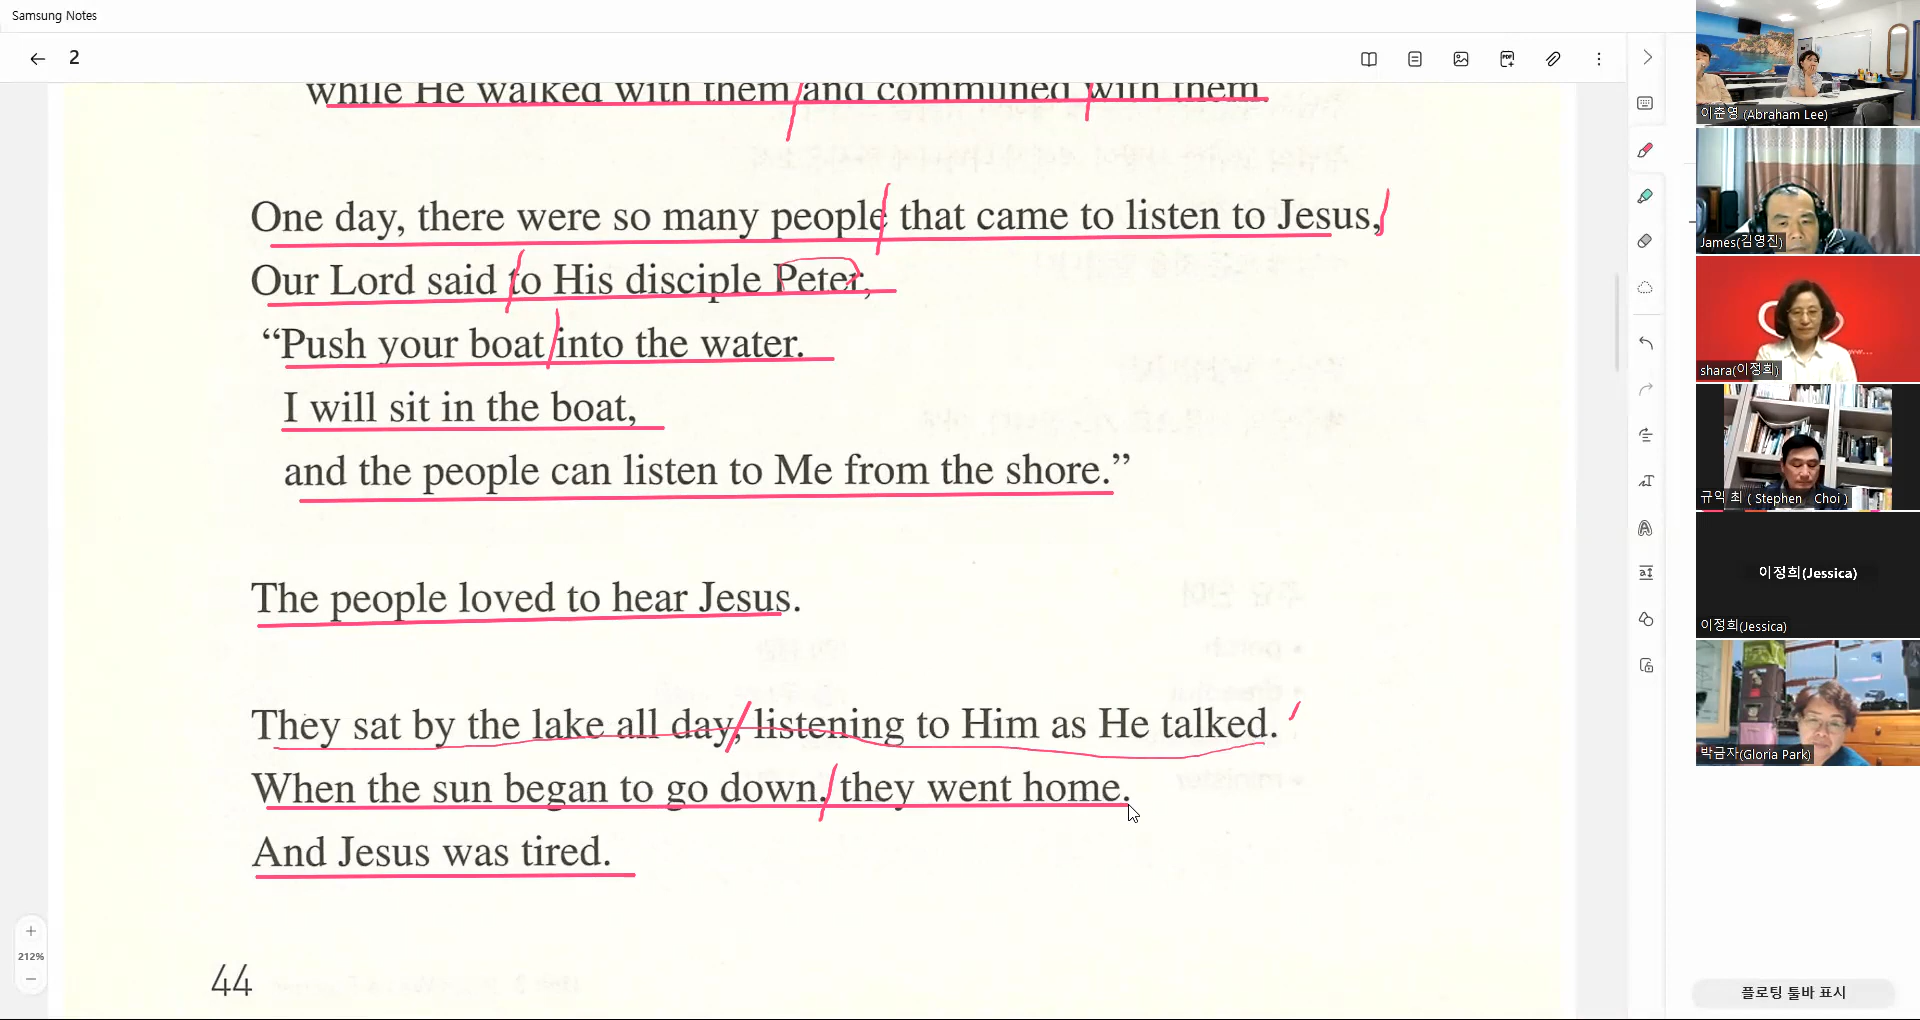 Samsung Notes
2
while He walked with them and communed with them.
One day, there were so many people that came to listen to Jesus,
Our Lord said to His disciple Peter,
“Push your boat into the water.
I will sit in the boat,
and the people can listen to Me from the shore.”
The people loved to hear Jesus.
They sat by the lake all day, listening to Him as He talked.
When the sun began to go down, they went home.
And Jesus was tired.
44
212%
이춘영 (Abraham Lee)
James(김영진)
shara(이정희)
규익 최 ( Stephen Choi )
이정희(Jessica)
이정희(Jessica)
박금자(Gloria Park)
플로팅 툴바 표시